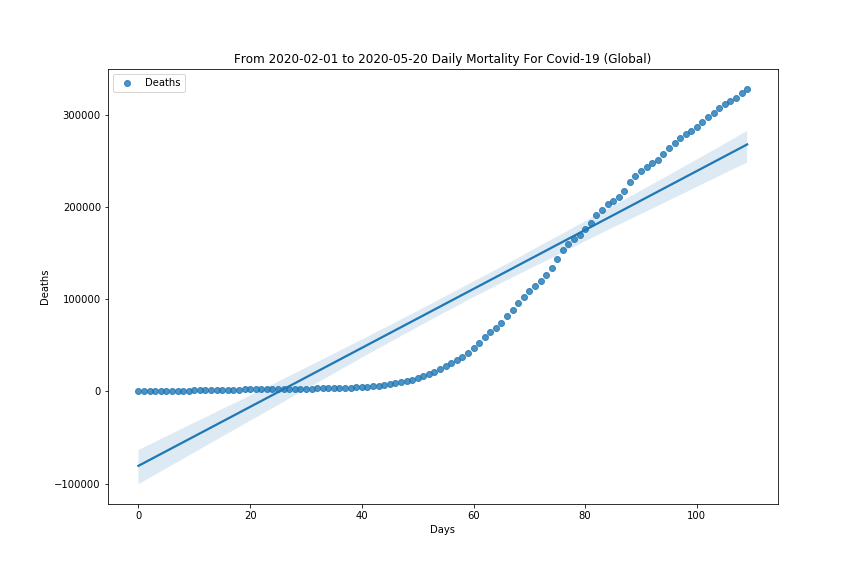 From 2020-02-01 to 2020-05-20 Daily Mortality For Covid-19 (Global)
Deaths
300000
200000
100000
0
−100000
Deaths
0 20 40 60 80 100
Days